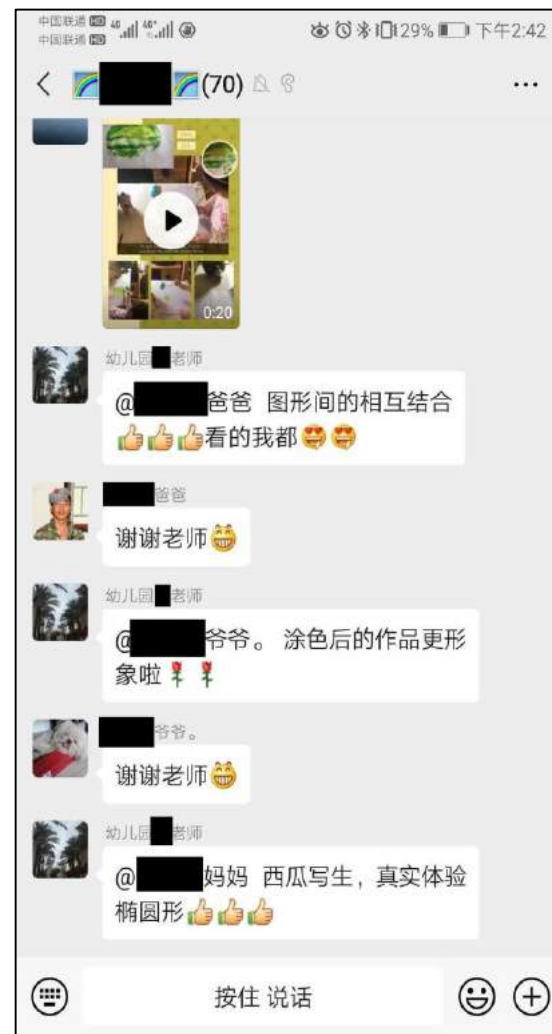 中国联通 HD 4G 4G+
中国联通 HD 29% 下午2:42
(70)
0:20
幼儿园 老师
@ 爸爸 图形间的相互结合
👍👍👍看的我都😍😍
爸爸
谢谢老师😁
幼儿园 老师
@ 爷爷。 涂色后的作品更形
象啦🌹🌹
爷爷。
谢谢老师😁
幼儿园 老师
@ 妈妈 西瓜写生，真实体验
椭圆形👍👍👍
按住 说话